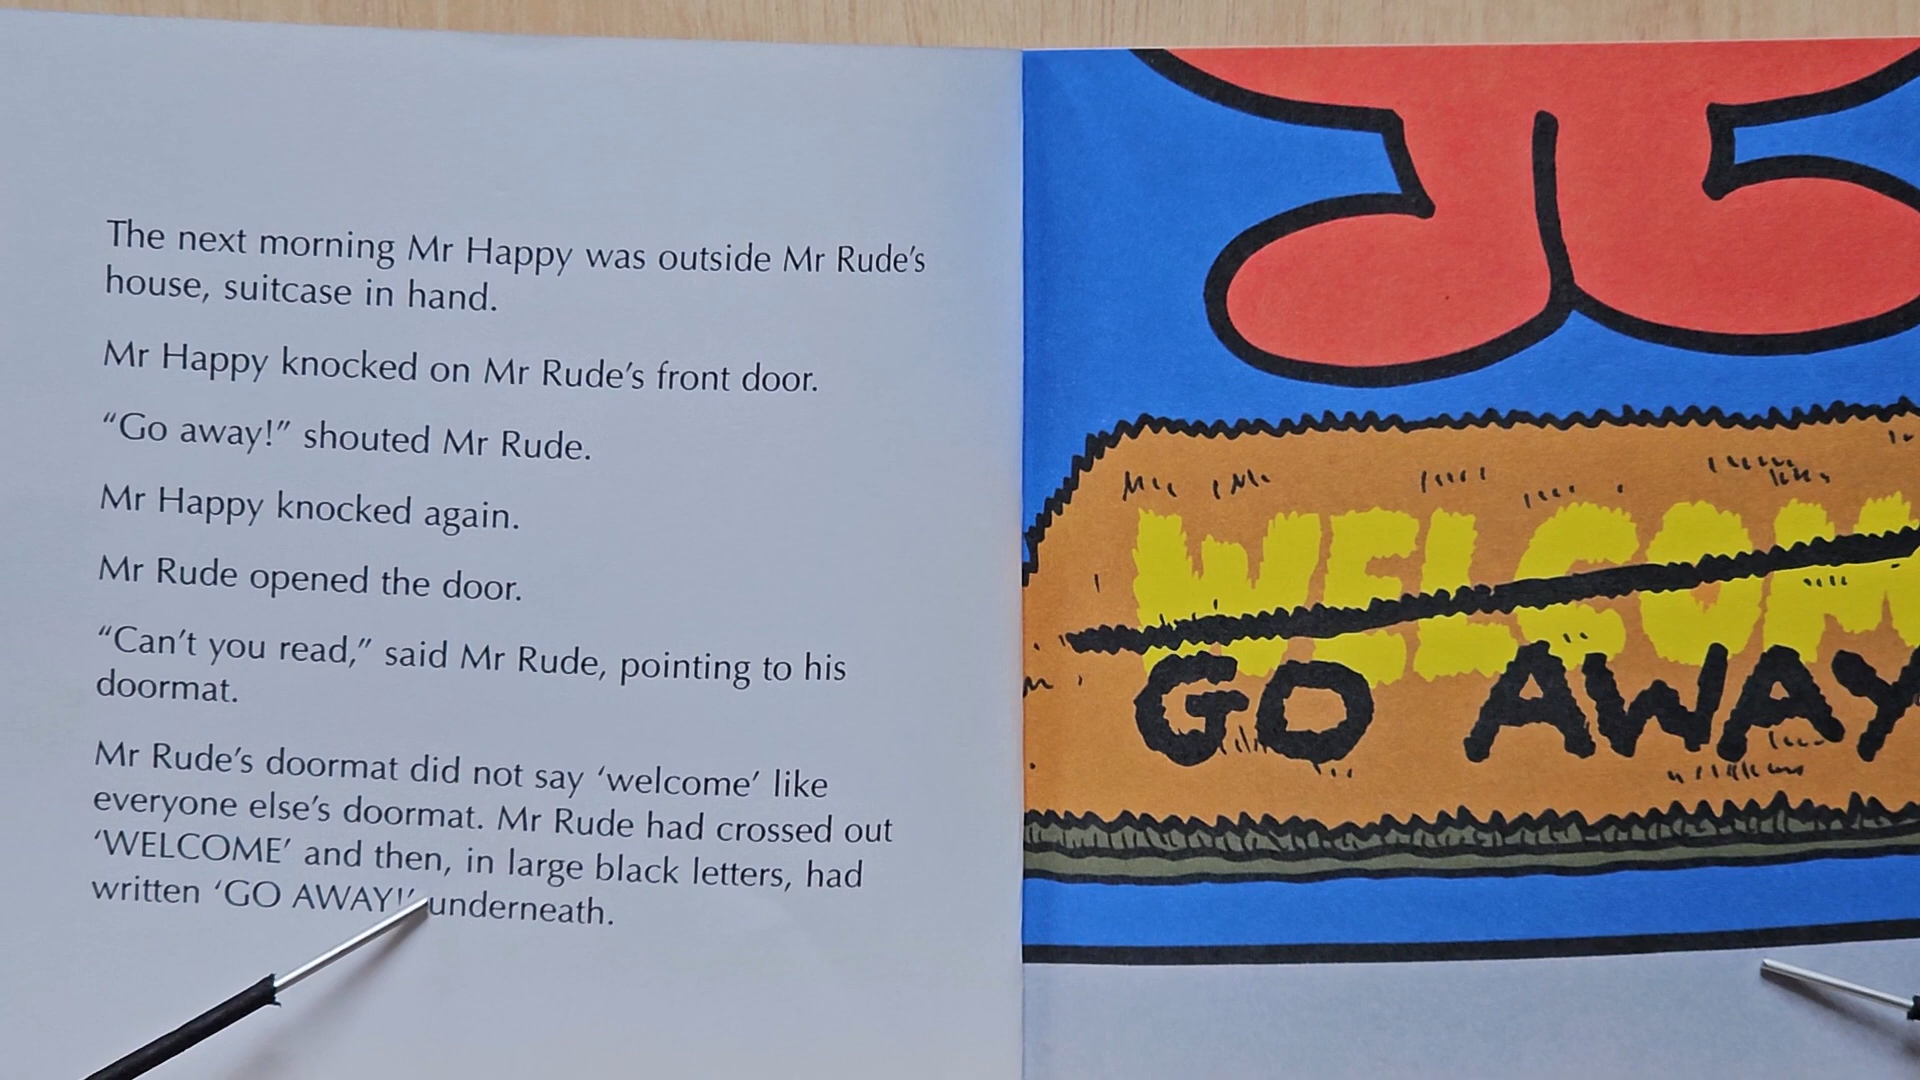 The next morning Mr Happy was outside Mr Rude's
house, suitcase in hand.
Mr Happy knocked on Mr Rude's front door.
“Go away!” shouted Mr Rude.
Mr Happy knocked again.
Mr Rude opened the door.
“Can't you read,” said Mr Rude, pointing to his
doormat.
Mr Rude's doormat did not say ‘welcome’ like
everyone else's doormat. Mr Rude had crossed out
‘WELCOME’ and then, in large black letters, had
written ‘GO AWAY!’ underneath.
WELCOM
GO AWAY